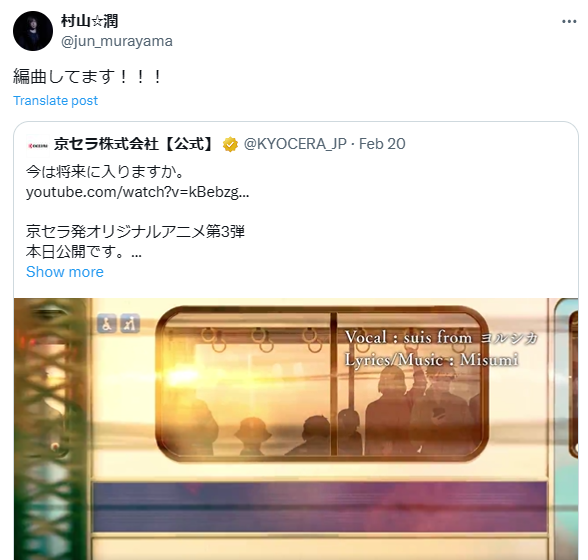 村山☆潤
@jun_murayama
編曲してます！！！
Translate post
京セラ株式会社【公式】 @KYOCERA_JP · Feb 20
今は将来に入りますか。
youtube.com/watch?v=kBebzg...
京セラ発オリジナルアニメ第3弾
本日公開です。...
Show more
Vocal : suis from ヨルシカ
Lyrics/Music : Misumi